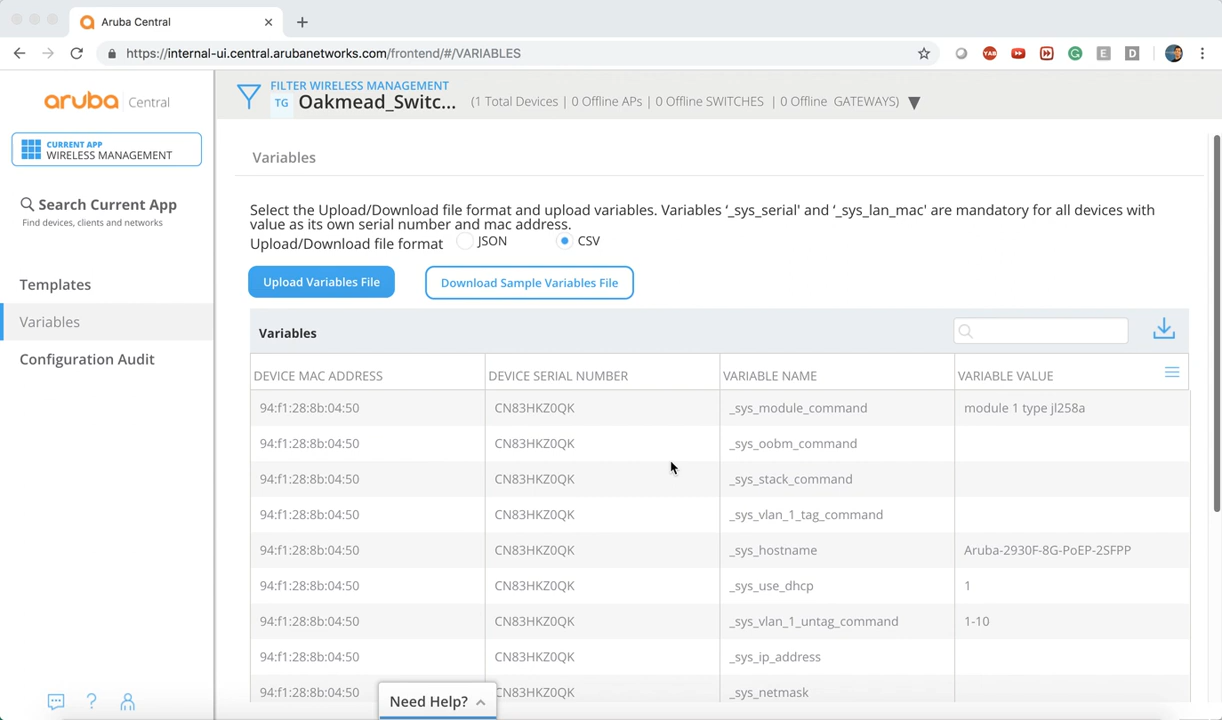 Aruba Central
https://internal-ui.central.arubanetworks.com/frontend/#/VARIABLES
YAB
G
E
D
aruba Central
FILTER WIRELESS MANAGEMENT
TG Oakmead_Switc... (1 Total Devices | 0 Offline APs | 0 Offline SWITCHES | 0 Offline GATEWAYS)
CURRENT APP
WIRELESS MANAGEMENT
Search Current App
Find devices, clients and networks
Templates
Variables
Configuration Audit
Variables
Select the Upload/Download file format and upload variables. Variables ‘_sys_serial' and ‘_sys_lan_mac' are mandatory for all devices with
value as its own serial number and mac address.
Upload/Download file format JSON CSV
Upload Variables File Download Sample Variables File
Variables
DEVICE MAC ADDRESS DEVICE SERIAL NUMBER VARIABLE NAME VARIABLE VALUE
94:f1:28:8b:04:50 CN83HKZ0QK _sys_module_command module 1 type jl258a
94:f1:28:8b:04:50 CN83HKZ0QK _sys_oobm_command
94:f1:28:8b:04:50 CN83HKZ0QK _sys_stack_command
94:f1:28:8b:04:50 CN83HKZ0QK _sys_vlan_1_tag_command
94:f1:28:8b:04:50 CN83HKZ0QK _sys_hostname Aruba-2930F-8G-PoEP-2SFPP
94:f1:28:8b:04:50 CN83HKZ0QK _sys_use_dhcp 1
94:f1:28:8b:04:50 CN83HKZ0QK _sys_vlan_1_untag_command 1-10
94:f1:28:8b:04:50 CN83HKZ0QK _sys_ip_address
94:f1:28:8b:04:50 CN83HKZ0QK _sys_netmask
Need Help?